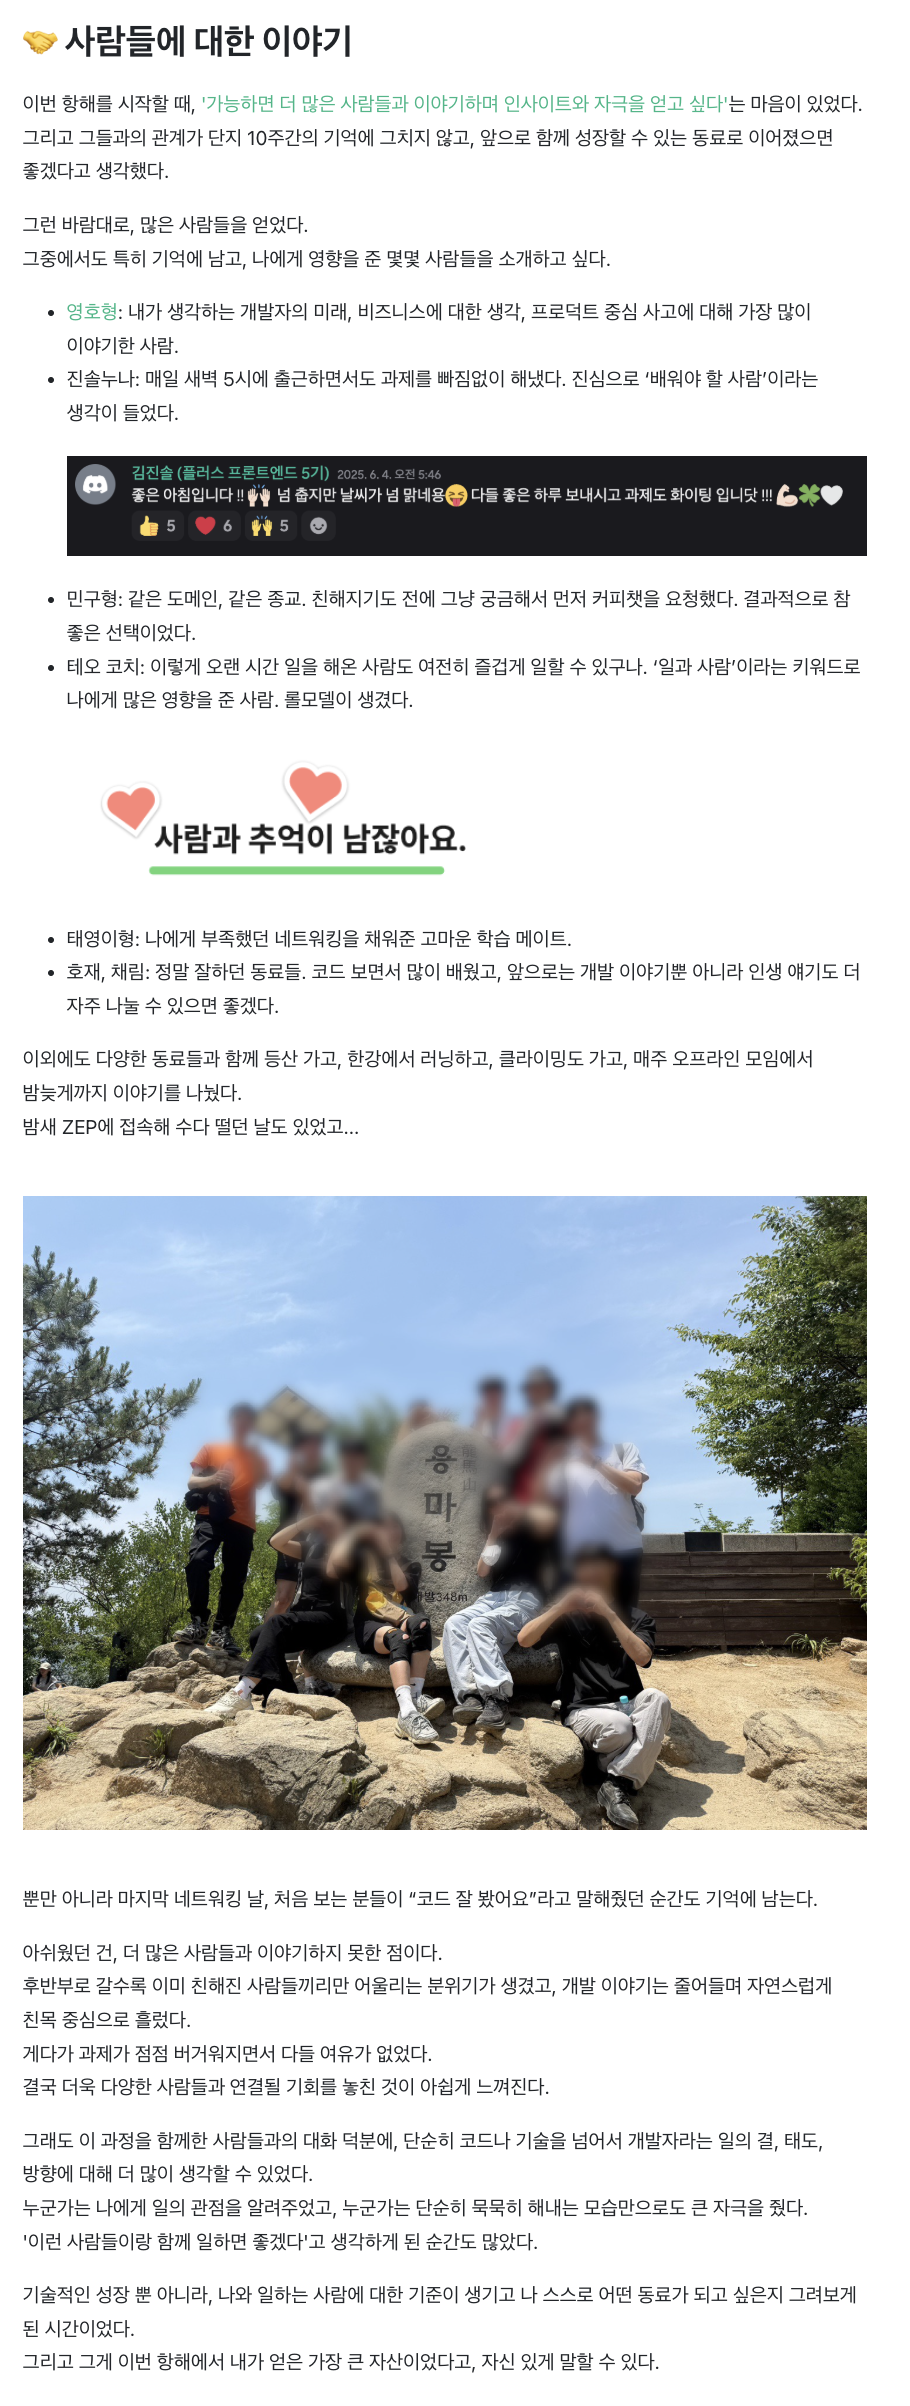 사람들에 대한 이야기
이번 항해를 시작할 때, '가능하면 더 많은 사람들과 이야기하며 인사이트와 자극을 얻고 싶다'는 마음이 있었다.
그리고 그들과의 관계가 단지 10주간의 기억에 그치지 않고, 앞으로 함께 성장할 수 있는 동료로 이어졌으면
좋겠다고 생각했다.
그런 바람대로, 많은 사람들을 얻었다.
그중에서도 특히 기억에 남고, 나에게 영향을 준 몇몇 사람들을 소개하고 싶다.
• 영호형: 내가 생각하는 개발자의 미래, 비즈니스에 대한 생각, 프로덕트 중심 사고에 대해 가장 많이
이야기한 사람.
• 진솔누나: 매일 새벽 5시에 출근하면서도 과제를 빠짐없이 해냈다. 진심으로 ‘배워야 할 사람’이라는
생각이 들었다.
김진솔 (플러스 프론트엔드 5기) 2025. 6. 4. 오전 5:46
좋은 아침입니다 !! 🙌🏻 넘 춥지만 날씨가 넘 맑네용😝 다들 좋은 하루 보내시고 과제도 화이팅 입니닷 !!! 💪🏻🍀🤍
👍 5 ❤️ 6 🙌 5
• 민구형: 같은 도메인, 같은 종교. 친해지기도 전에 그냥 궁금해서 먼저 커피챗을 요청했다. 결과적으로 참
좋은 선택이었다.
• 테오 코치: 이렇게 오랜 시간 일을 해온 사람도 여전히 즐겁게 일할 수 있구나. ‘일과 사람’이라는 키워드로
나에게 많은 영향을 준 사람. 롤모델이 생겼다.
사람과 추억이 남잖아요.
• 태영이형: 나에게 부족했던 네트워킹을 채워준 고마운 학습 메이트.
• 호재, 채림: 정말 잘하던 동료들. 코드 보면서 많이 배웠고, 앞으로는 개발 이야기뿐 아니라 인생 얘기도 더
자주 나눌 수 있으면 좋겠다.
이외에도 다양한 동료들과 함께 등산 가고, 한강에서 러닝하고, 클라이밍도 가고, 매주 오프라인 모임에서
밤늦게까지 이야기를 나눴다.
밤새 ZEP에 접속해 수다 떨던 날도 있었고...
용
마
봉
348m
뿐만 아니라 마지막 네트워킹 날, 처음 보는 분들이 “코드 잘 봤어요”라고 말해줬던 순간도 기억에 남는다.
아쉬웠던 건, 더 많은 사람들과 이야기하지 못한 점이다.
후반부로 갈수록 이미 친해진 사람들끼리만 어울리는 분위기가 생겼고, 개발 이야기는 줄어들며 자연스럽게
친목 중심으로 흘렀다.
게다가 과제가 점점 버거워지면서 다들 여유가 없었다.
결국 더욱 다양한 사람들과 연결될 기회를 놓친 것이 아쉽게 느껴진다.
그래도 이 과정을 함께한 사람들과의 대화 덕분에, 단순히 코드나 기술을 넘어서 개발자라는 일의 결, 태도,
방향에 대해 더 많이 생각할 수 있었다.
누군가는 나에게 일의 관점을 알려주었고, 누군가는 단순히 묵묵히 해내는 모습만으로도 큰 자극을 줬다.
'이런 사람들이랑 함께 일하면 좋겠다'고 생각하게 된 순간도 많았다.
기술적인 성장 뿐 아니라, 나와 일하는 사람에 대한 기준이 생기고 나 스스로 어떤 동료가 되고 싶은지 그려보게
된 시간이었다.
그리고 그게 이번 항해에서 내가 얻은 가장 큰 자산이었다고, 자신 있게 말할 수 있다.